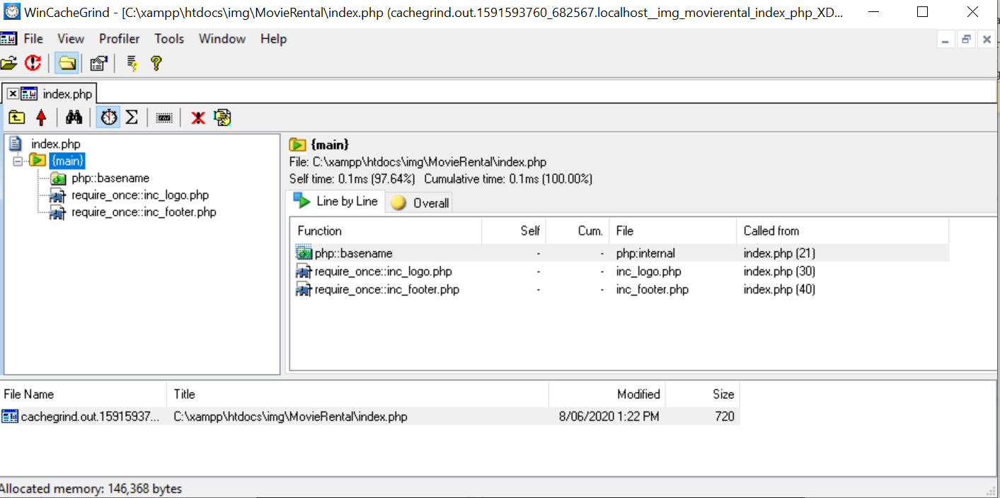 WinCacheGrind - [C:\xampp\htdocs\img\MovieRental\index.php (cachegrind.out.1591593760_682567.localhost__img_movierental_index_php_XD...
File View Profiler Tools Window Help
index.php
index.php
{main}
php::basename
require_once::inc_logo.php
require_once::inc_footer.php
{main}
File: C:\xampp\htdocs\img\MovieRental\index.php
Self time: 0.1ms (97.64%) Cumulative time: 0.1ms (100.00%)
Line by Line Overall
Function Self Cum. File Called from
php::basename - - php:internal index.php (21)
require_once::inc_logo.php - - inc_logo.php index.php (30)
require_once::inc_footer.php - - inc_footer.php index.php (40)
File Name Title Modified Size
cachegrind.out.15915937... C:\xampp\htdocs\img\MovieRental\index.php 8/06/2020 1:22 PM 720
Allocated memory: 146,368 bytes